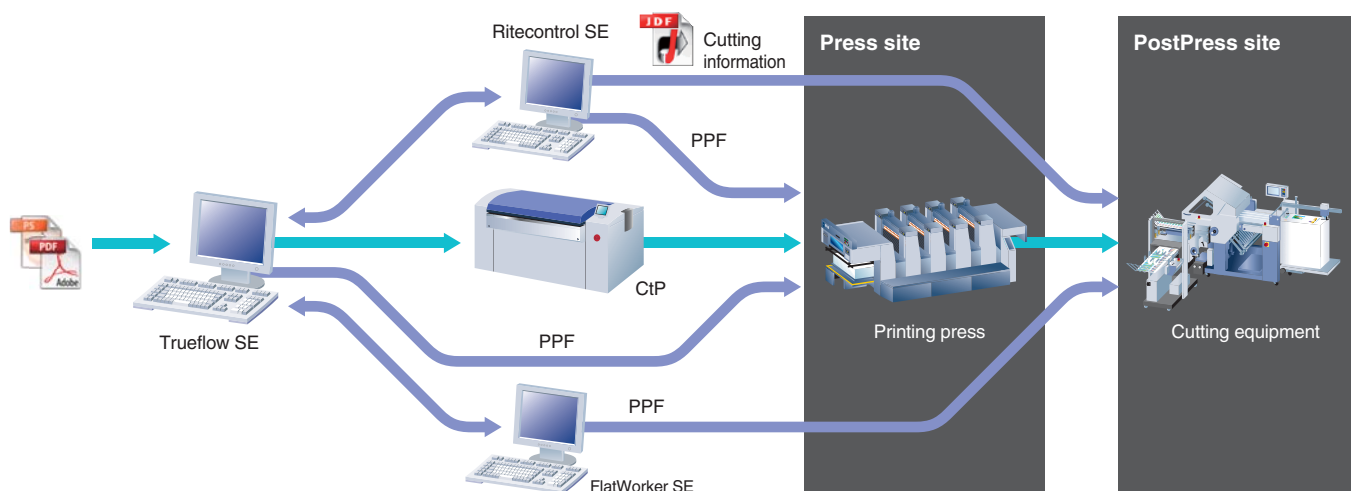 Ritecontrol SE
JDF
Cutting
information
Press site
PostPress site
PPF
PS
PDF
Adobe
CtP
Trueflow SE
PPF
Printing press
Cutting equipment
PPF
FlatWorker SE